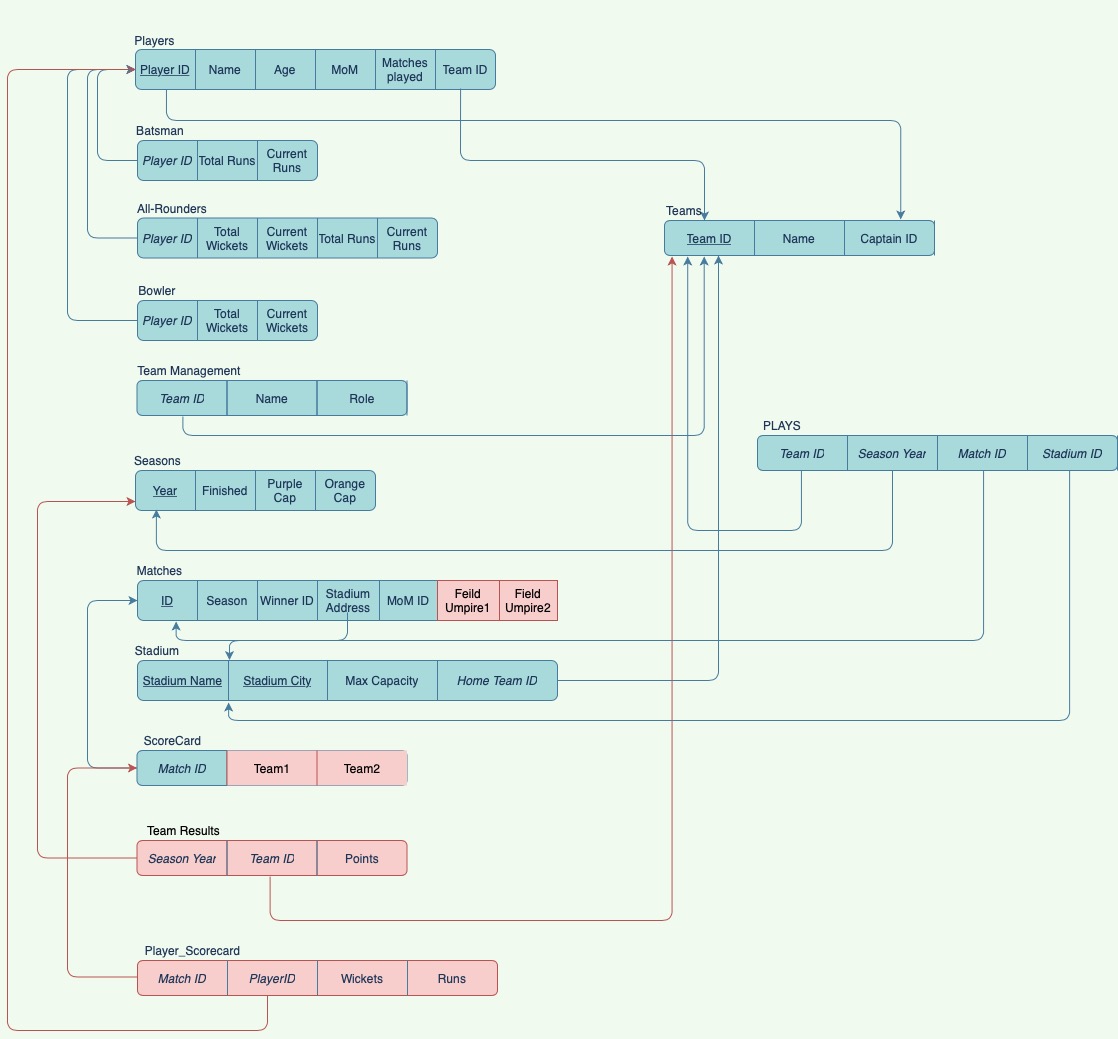 Players
Player ID Name Age MoM Matches played Team ID
Batsman
Player ID Total Runs Current Runs
All-Rounders
Player ID Total Wickets Current Wickets Total Runs Current Runs
Teams
Team ID Name Captain ID
Bowler
Player ID Total Wickets Current Wickets
Team Management
Team ID Name Role
PLAYS
Team ID Season Year Match ID Stadium ID
Seasons
Year Finished Purple Cap Orange Cap
Matches
ID Season Winner ID Stadium Address MoM ID Feild Umpire1 Field Umpire2
Stadium
Stadium Name Stadium City Max Capacity Home Team ID
ScoreCard
Match ID Team1 Team2
Team Results
Season Year Team ID Points
Player_Scorecard
Match ID PlayerID Wickets Runs